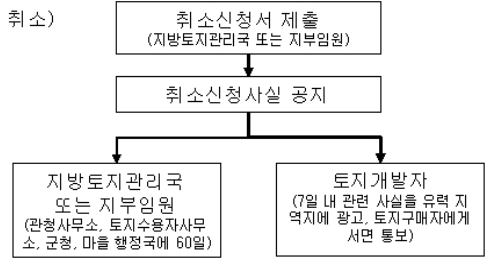 취소)
취소신청서 제출
(지방토지관리국 또는 지부임원)
취소신청사실 공지
지방토지관리국
또는 지부임원
(관청사무소, 토지수용자사무
소, 군청, 마을 행정국에 60일)
토지개발자
(7일 내 관련 사실을 유력 지
역지에 광고, 토지구매자에게
서면 통보)